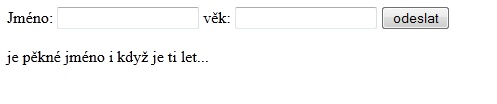 Jméno: věk: odeslat
je pěkné jméno i když je ti let...